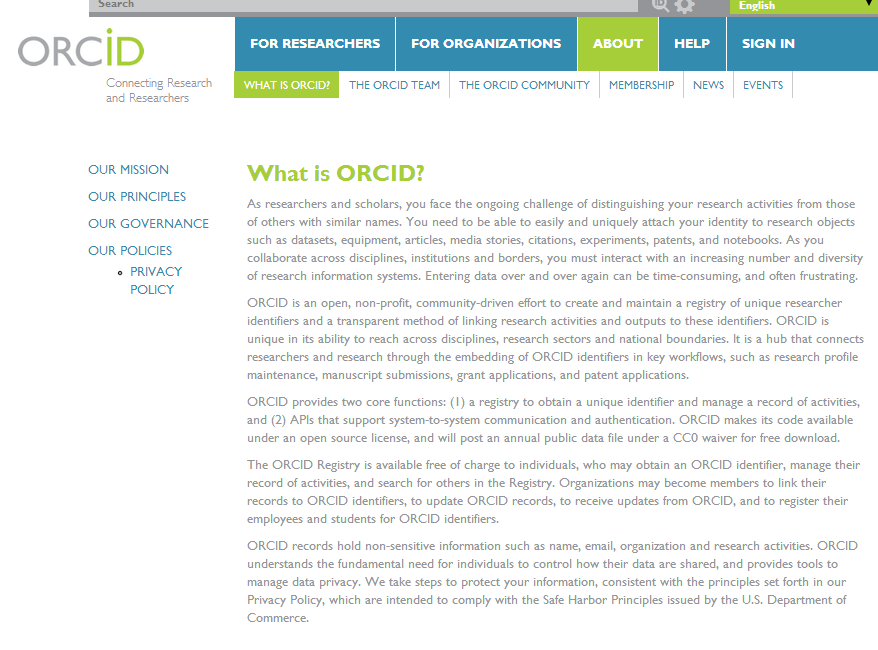 Search
English
ORCID
Connecting Research
and Researchers
FOR RESEARCHERS
FOR ORGANIZATIONS
ABOUT
HELP
SIGN IN
WHAT IS ORCID?
THE ORCID TEAM
THE ORCID COMMUNITY
MEMBERSHIP
NEWS
EVENTS
OUR MISSION
OUR PRINCIPLES
OUR GOVERNANCE
OUR POLICIES
PRIVACY
POLICY
What is ORCID?
As researchers and scholars, you face the ongoing challenge of distinguishing your research activities from those
of others with similar names. You need to be able to easily and uniquely attach your identity to research objects
such as datasets, equipment, articles, media stories, citations, experiments, patents, and notebooks. As you
collaborate across disciplines, institutions and borders, you must interact with an increasing number and diversity
of research information systems. Entering data over and over again can be time-consuming, and often frustrating.
ORCID is an open, non-profit, community-driven effort to create and maintain a registry of unique researcher
identifiers and a transparent method of linking research activities and outputs to these identifiers. ORCID is
unique in its ability to reach across disciplines, research sectors and national boundaries. It is a hub that connects
researchers and research through the embedding of ORCID identifiers in key workflows, such as research profile
maintenance, manuscript submissions, grant applications, and patent applications.
ORCID provides two core functions: (1) a registry to obtain a unique identifier and manage a record of activities,
and (2) APIs that support system-to-system communication and authentication. ORCID makes its code available
under an open source license, and will post an annual public data file under a CC0 waiver for free download.
The ORCID Registry is available free of charge to individuals, who may obtain an ORCID identifier, manage their
record of activities, and search for others in the Registry. Organizations may become members to link their
records to ORCID identifiers, to update ORCID records, to receive updates from ORCID, and to register their
employees and students for ORCID identifiers.
ORCID records hold non-sensitive information such as name, email, organization and research activities. ORCID
understands the fundamental need for individuals to control how their data are shared, and provides tools to
manage data privacy. We take steps to protect your information, consistent with the principles set forth in our
Privacy Policy, which are intended to comply with the Safe Harbor Principles issued by the U.S. Department of
Commerce.